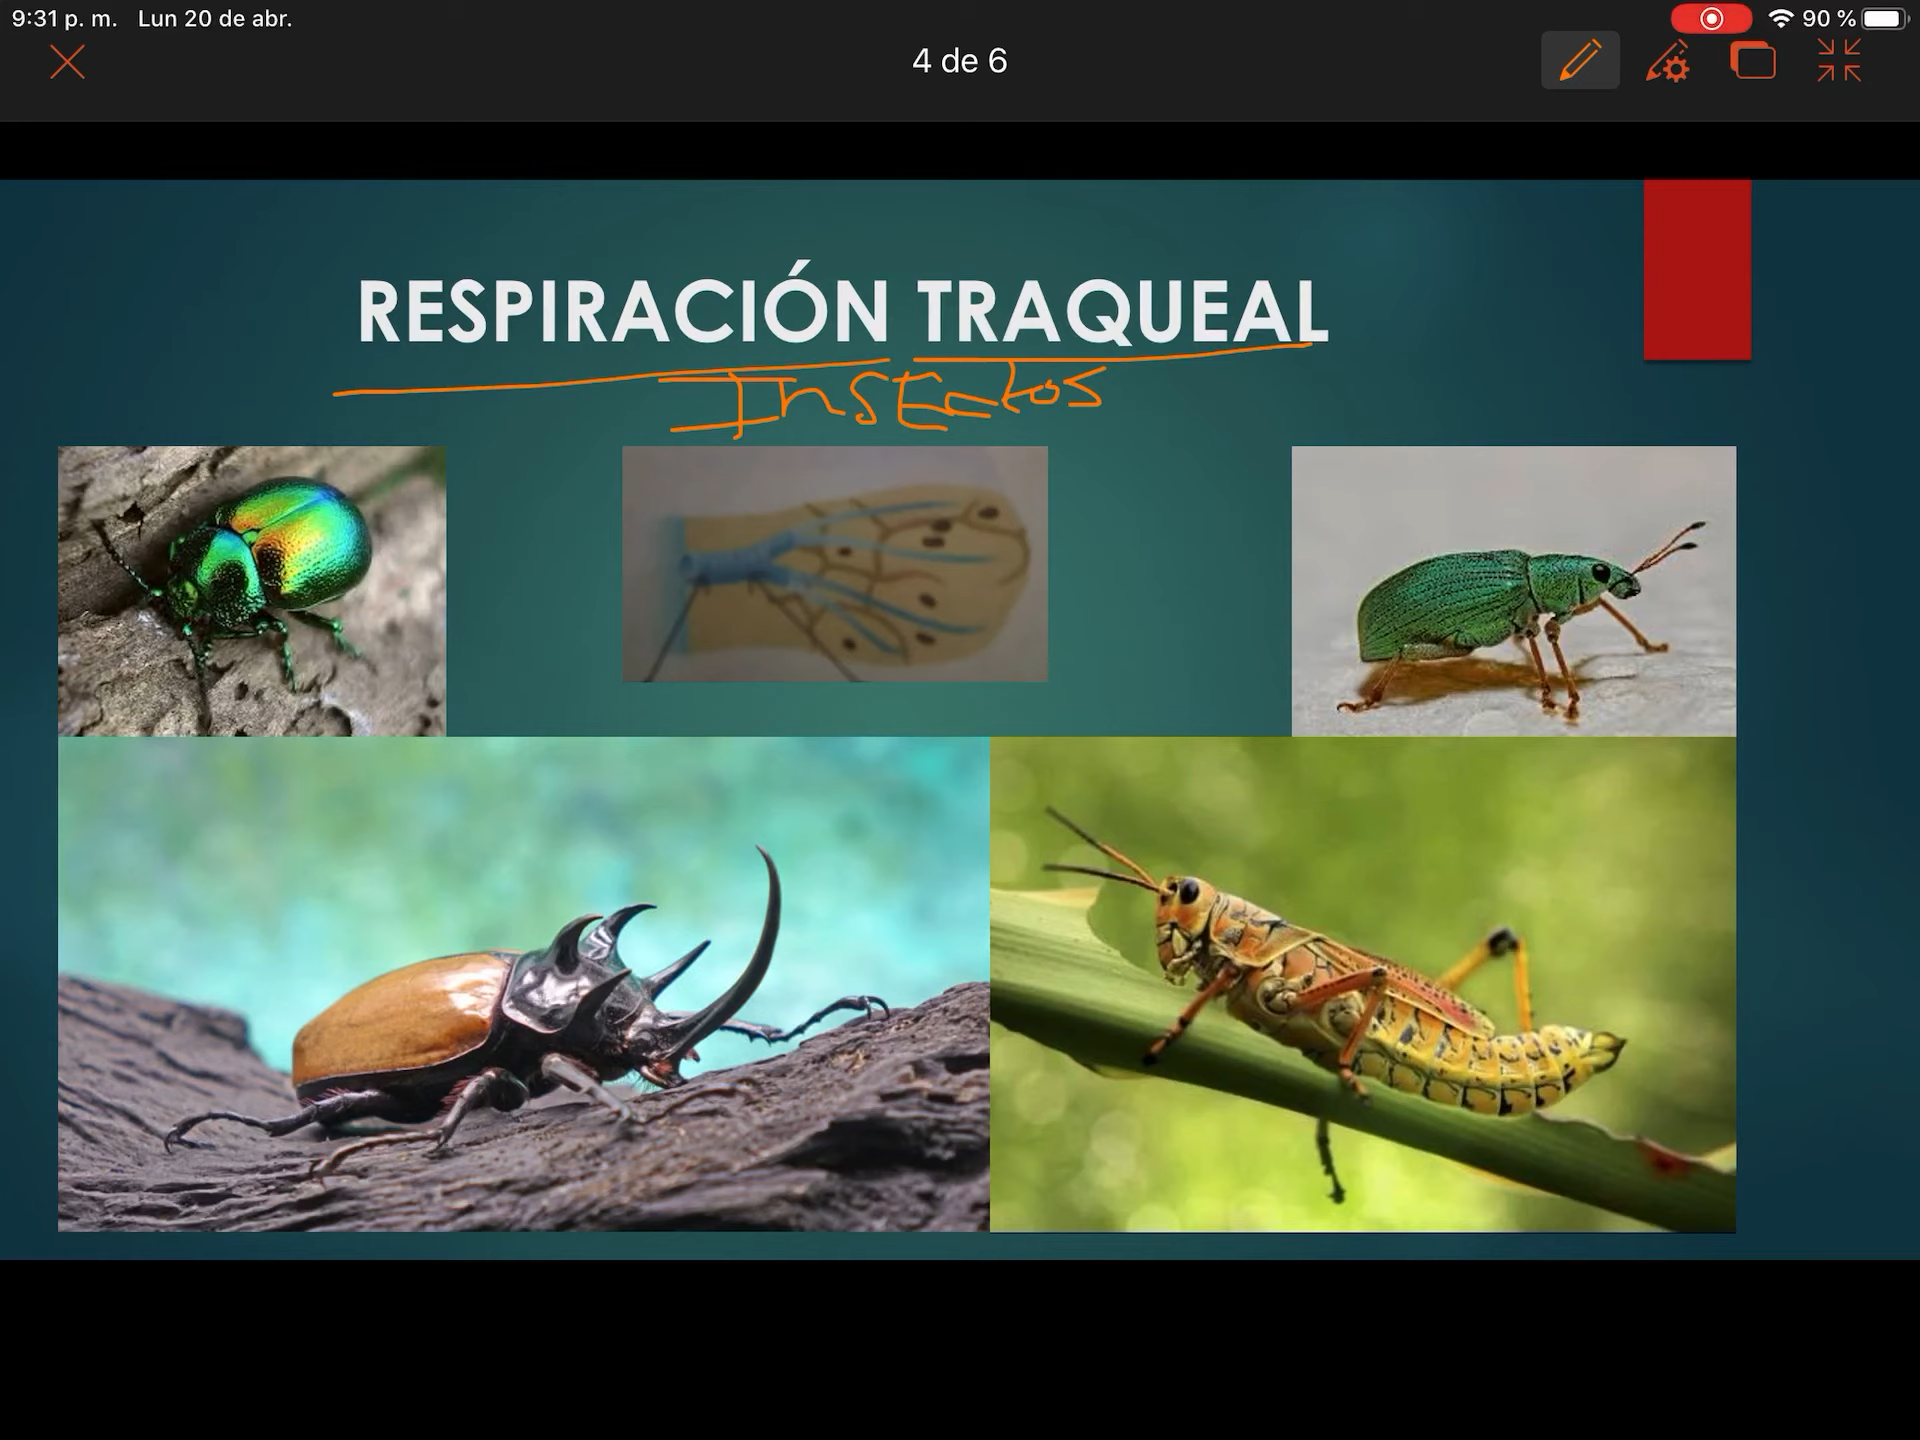 9:31 p. m. Lun 20 de abr.
90 %
4 de 6
RESPIRACIÓN TRAQUEAL
InsEctos